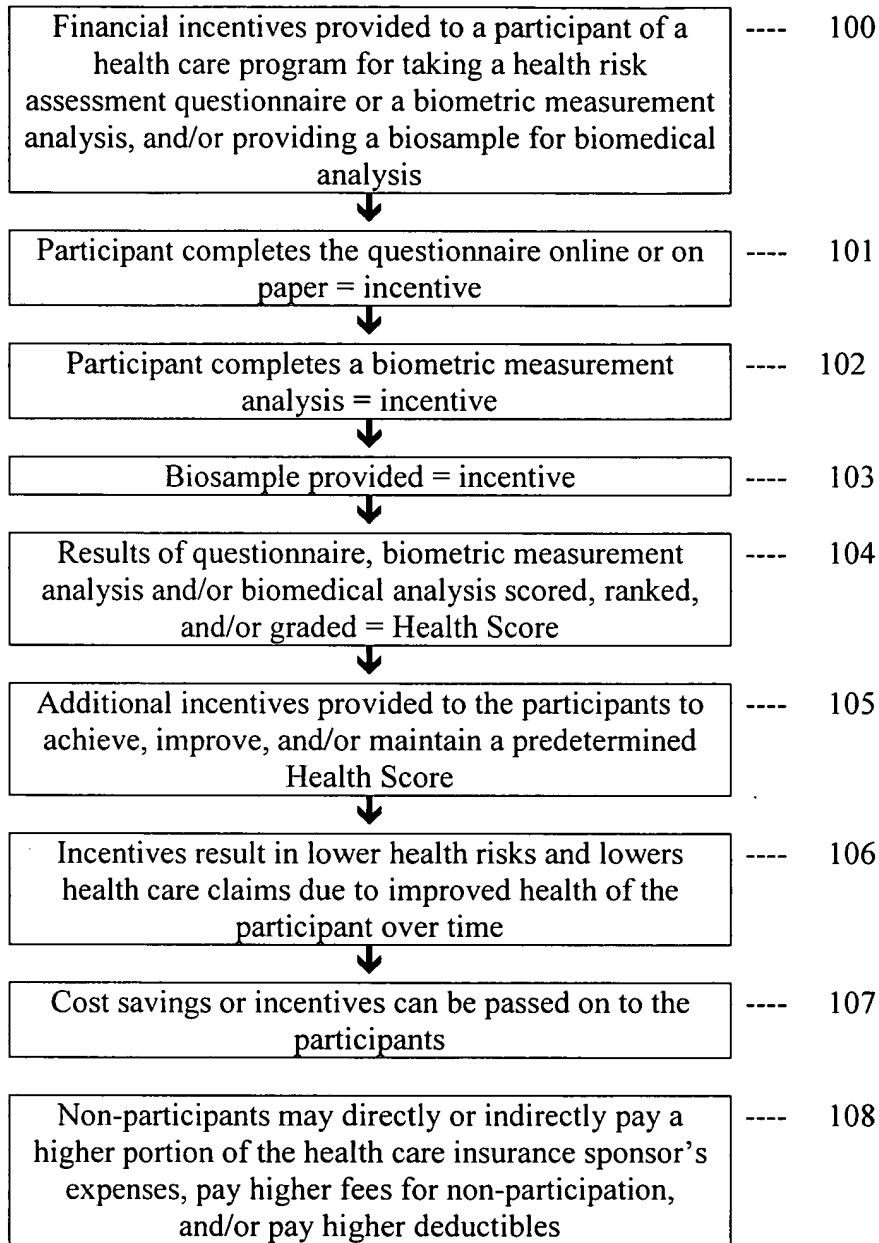 Financial incentives provided to a participant of a ---- 100
health care program for taking a health risk
assessment questionnaire or a biometric measurement
analysis, and/or providing a biosample for biomedical
analysis
Participant completes the questionnaire online or on ---- 101
paper = incentive
Participant completes a biometric measurement ---- 102
analysis = incentive
Biosample provided = incentive ---- 103
Results of questionnaire, biometric measurement ---- 104
analysis and/or biomedical analysis scored, ranked,
and/or graded = Health Score
Additional incentives provided to the participants to ---- 105
achieve, improve, and/or maintain a predetermined
Health Score
Incentives result in lower health risks and lowers ---- 106
health care claims due to improved health of the
participant over time
Cost savings or incentives can be passed on to the ---- 107
participants
Non-participants may directly or indirectly pay a ---- 108
higher portion of the health care insurance sponsor's
expenses, pay higher fees for non-participation,
and/or pay higher deductibles